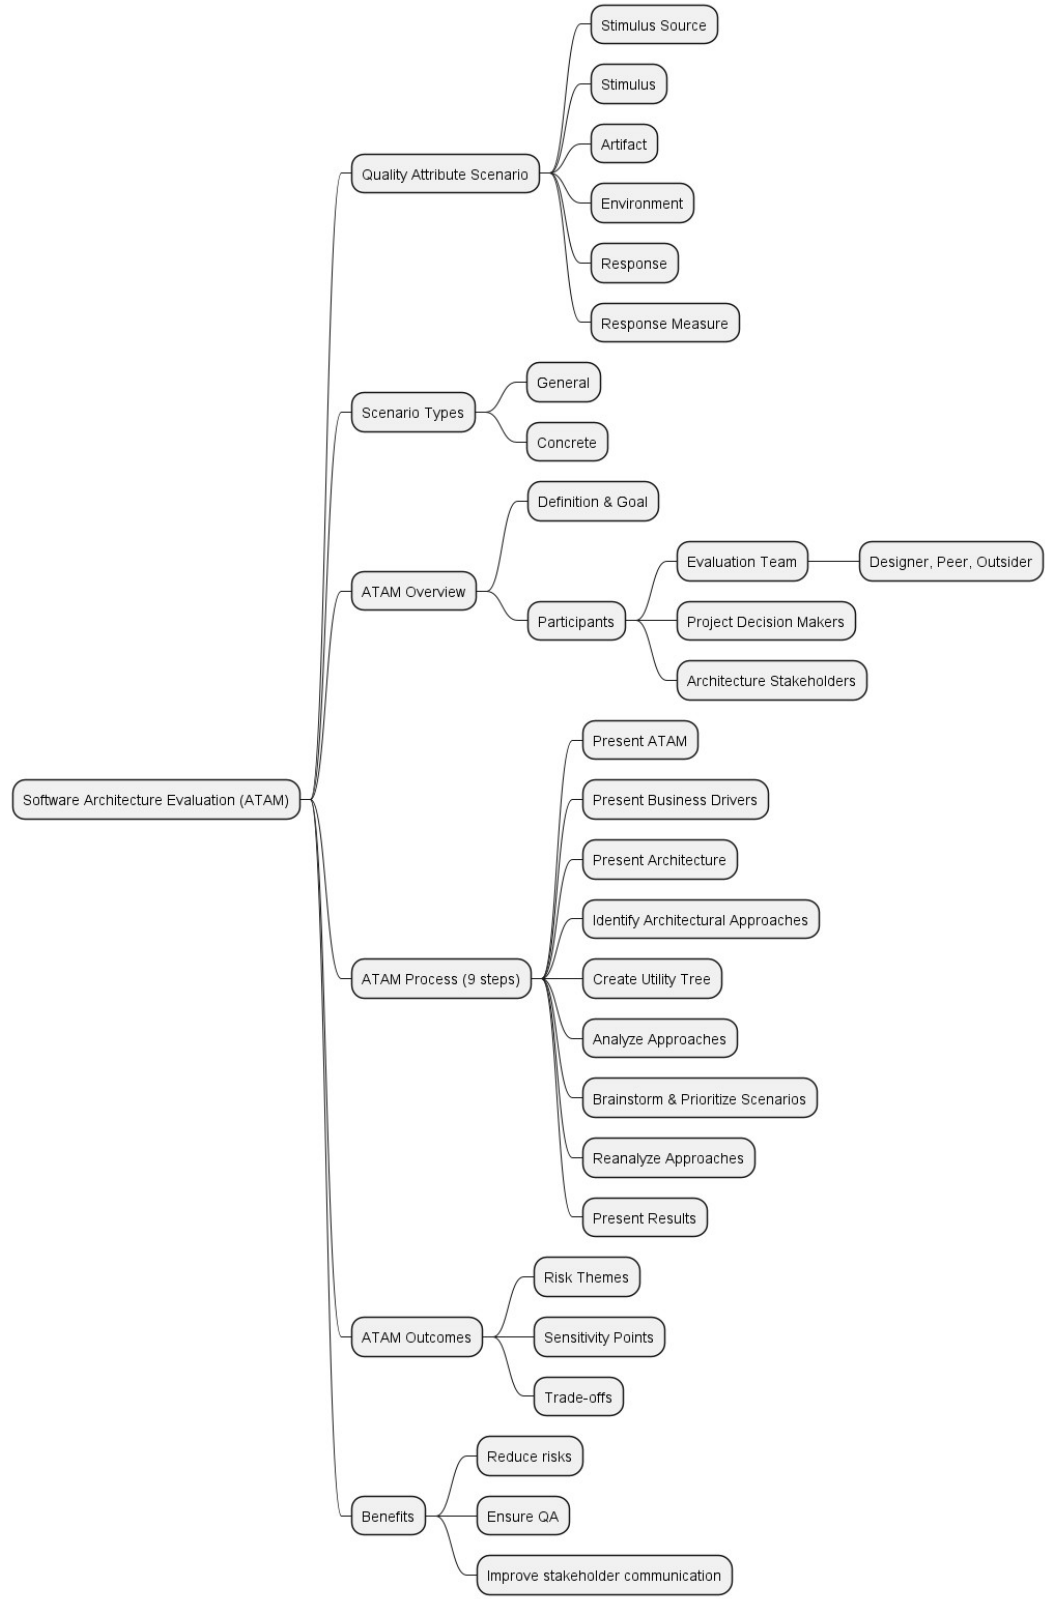 Software Architecture Evaluation (ATAM)
Quality Attribute Scenario
Stimulus Source
Stimulus
Artifact
Environment
Response
Response Measure
Scenario Types
General
Concrete
ATAM Overview
Definition & Goal
Participants
Evaluation Team
Designer, Peer, Outsider
Project Decision Makers
Architecture Stakeholders
ATAM Process (9 steps)
Present ATAM
Present Business Drivers
Present Architecture
Identify Architectural Approaches
Create Utility Tree
Analyze Approaches
Brainstorm & Prioritize Scenarios
Reanalyze Approaches
Present Results
ATAM Outcomes
Risk Themes
Sensitivity Points
Trade-offs
Benefits
Reduce risks
Ensure QA
Improve stakeholder communication